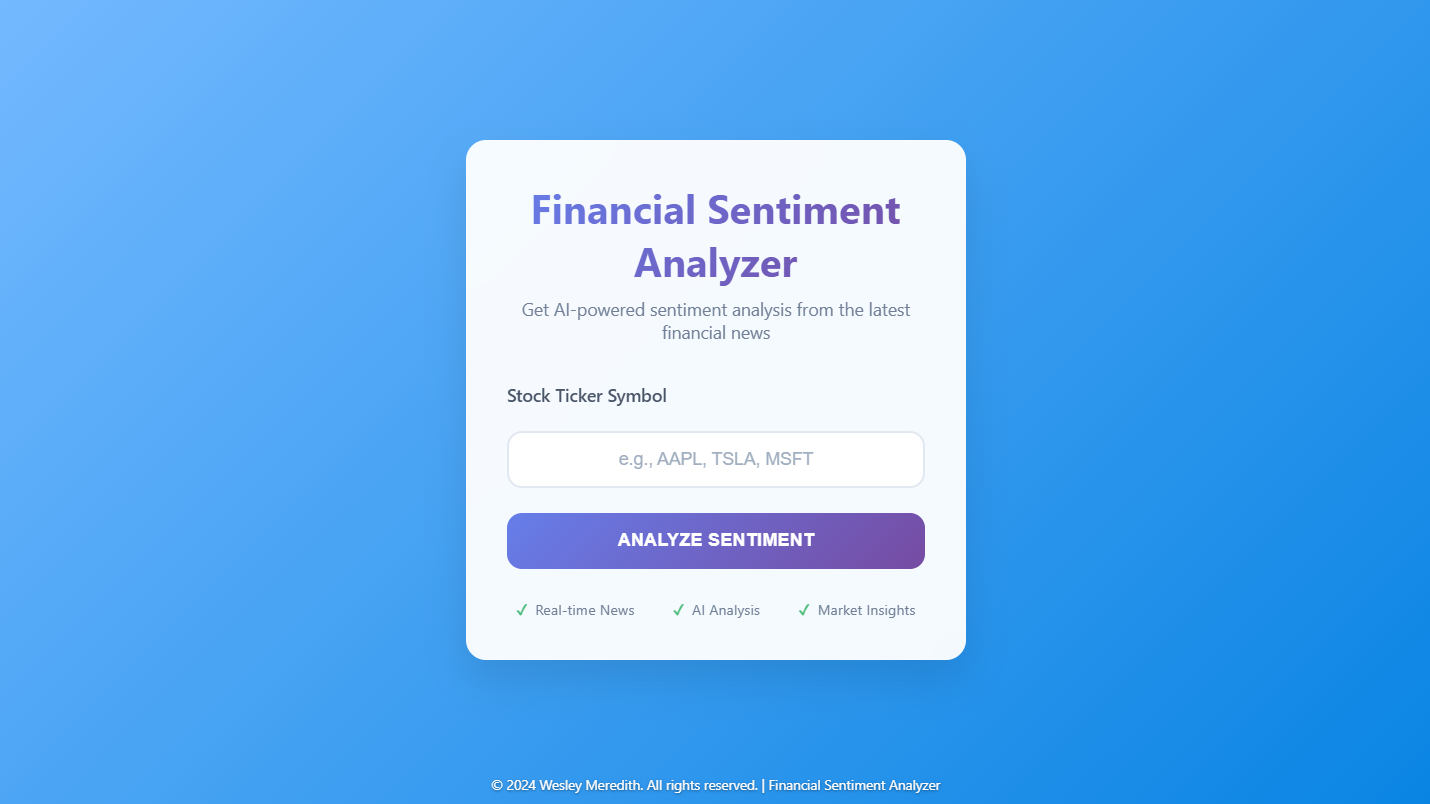 Financial Sentiment
Analyzer
Get AI-powered sentiment analysis from the latest
financial news
Stock Ticker Symbol
e.g., AAPL, TSLA, MSFT
ANALYZE SENTIMENT
✓ Real-time News ✓ AI Analysis ✓ Market Insights
© 2024 Wesley Meredith. All rights reserved. | Financial Sentiment Analyzer